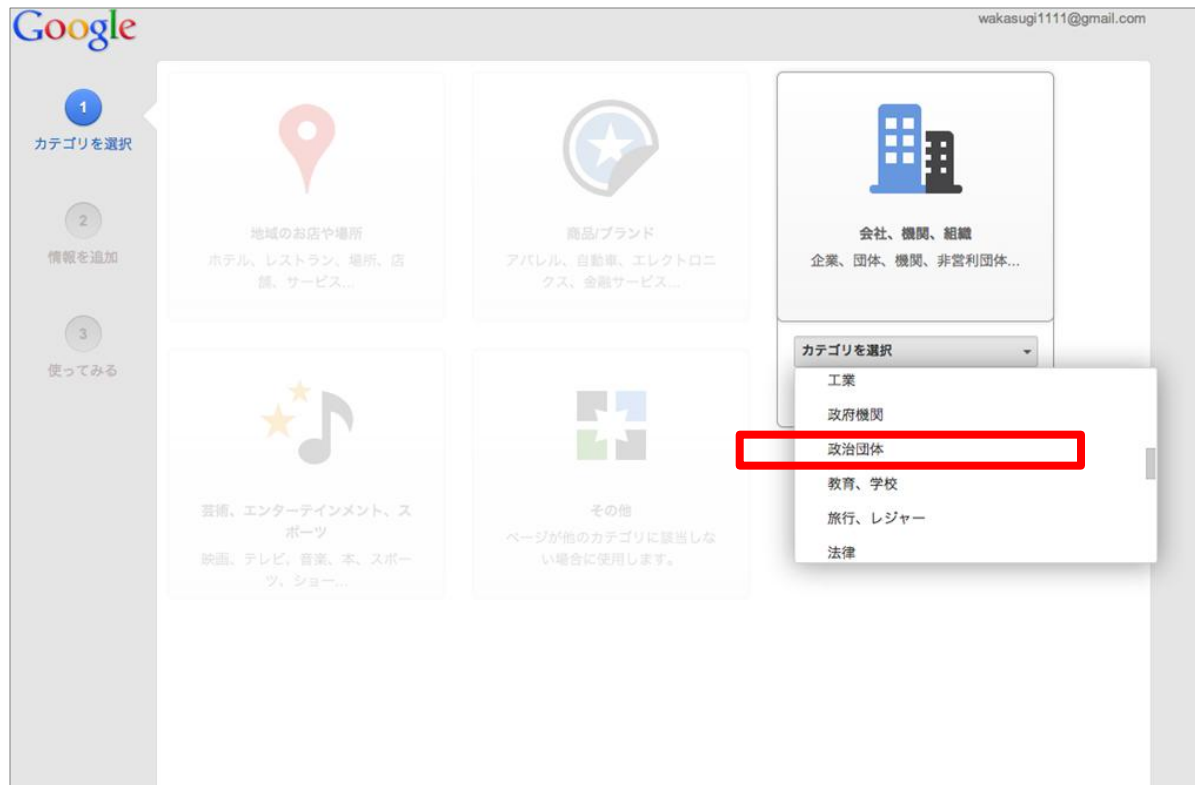 Google
wakasugi1111@gmail.com
1
カテゴリを選択
2
情報を追加
3
使ってみる
地域のお店や場所
ホテル、レストラン、場所、店
舗、サービス...
商品/ブランド
アパレル、自動車、エレクトロニ
クス、金融サービス...
会社、機関、組織
企業、団体、機関、非営利団体...
カテゴリを選択
工業
政府機関
政治団体
教育、学校
旅行、レジャー
法律
芸術、エンターテインメント、ス
ポーツ
映画、テレビ、音楽、本、スポー
ツ、ショー...
その他
ページが他のカテゴリに該当しな
い場合に使用します。